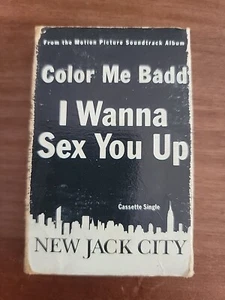 From the Motion Picture Soundtrack Album
Color Me Badd
I Wanna
Sex You Up
Cassette Single
NEW JACK CITY